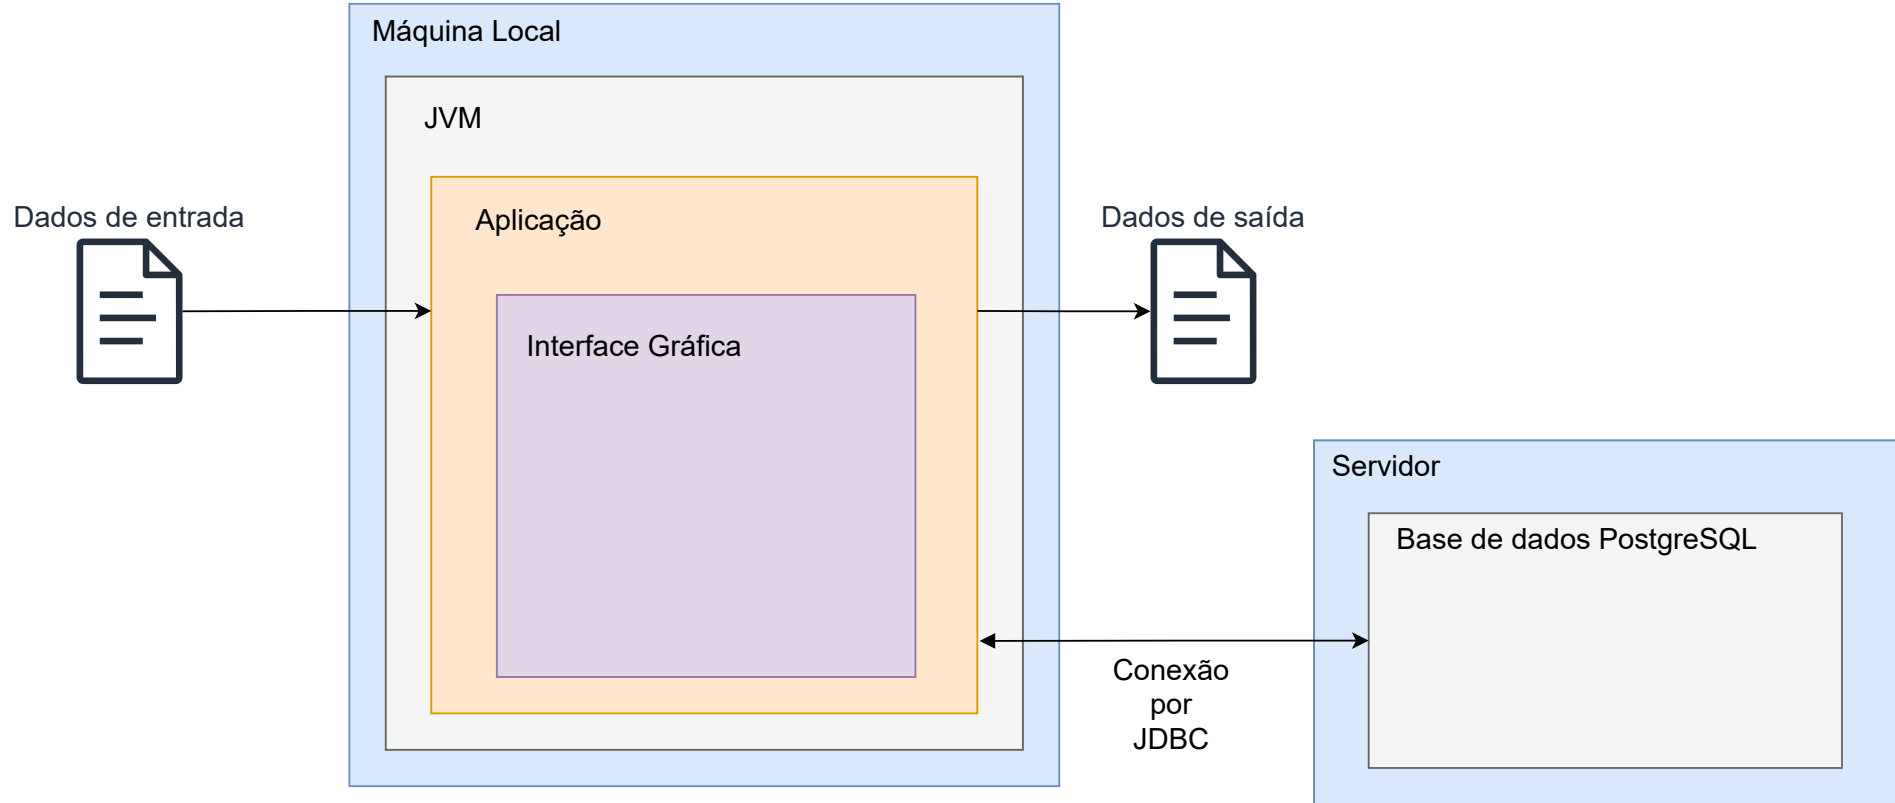 Máquina Local
JVM
Dados de entrada
Aplicação
Dados de saída
Interface Gráfica
Servidor
Base de dados PostgreSQL
Conexão
por
JDBC